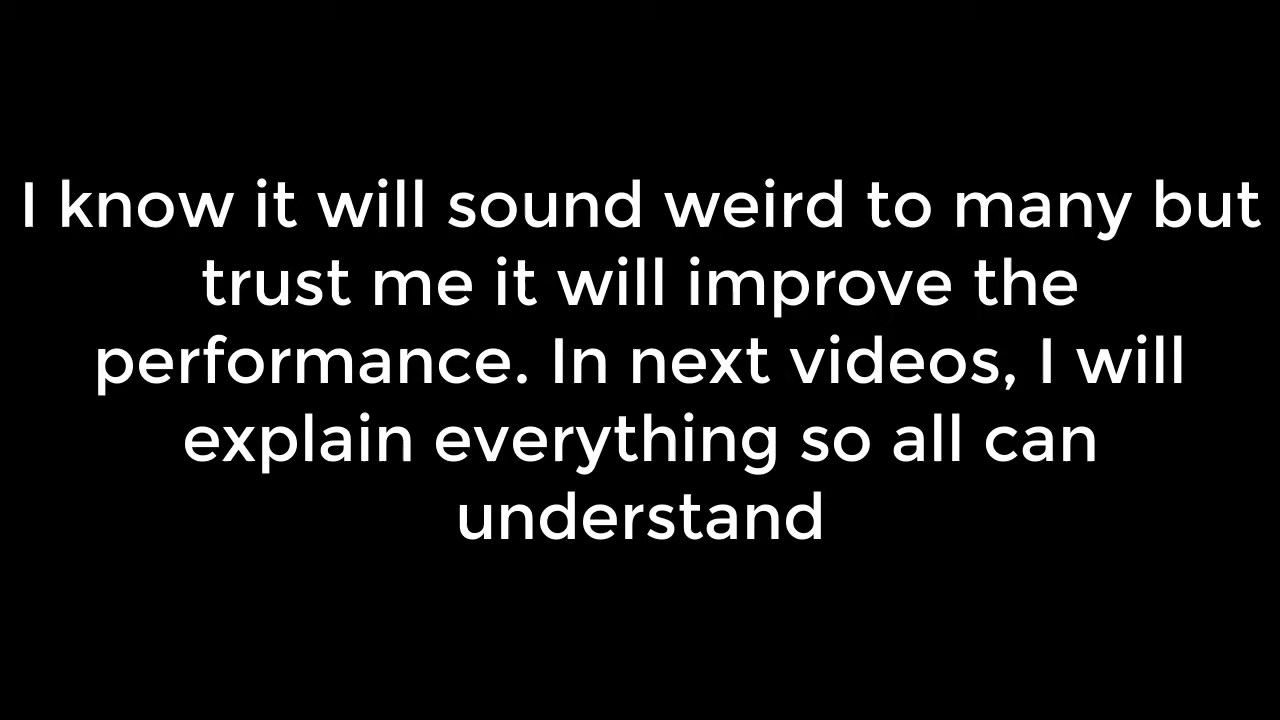 I know it will sound weird to many but
trust me it will improve the
performance. In next videos, I will
explain everything so all can
understand